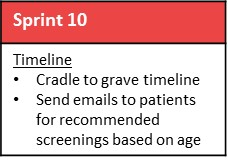 Sprint 10
Timeline
• Cradle to grave timeline
• Send emails to patients
for recommended
screenings based on age